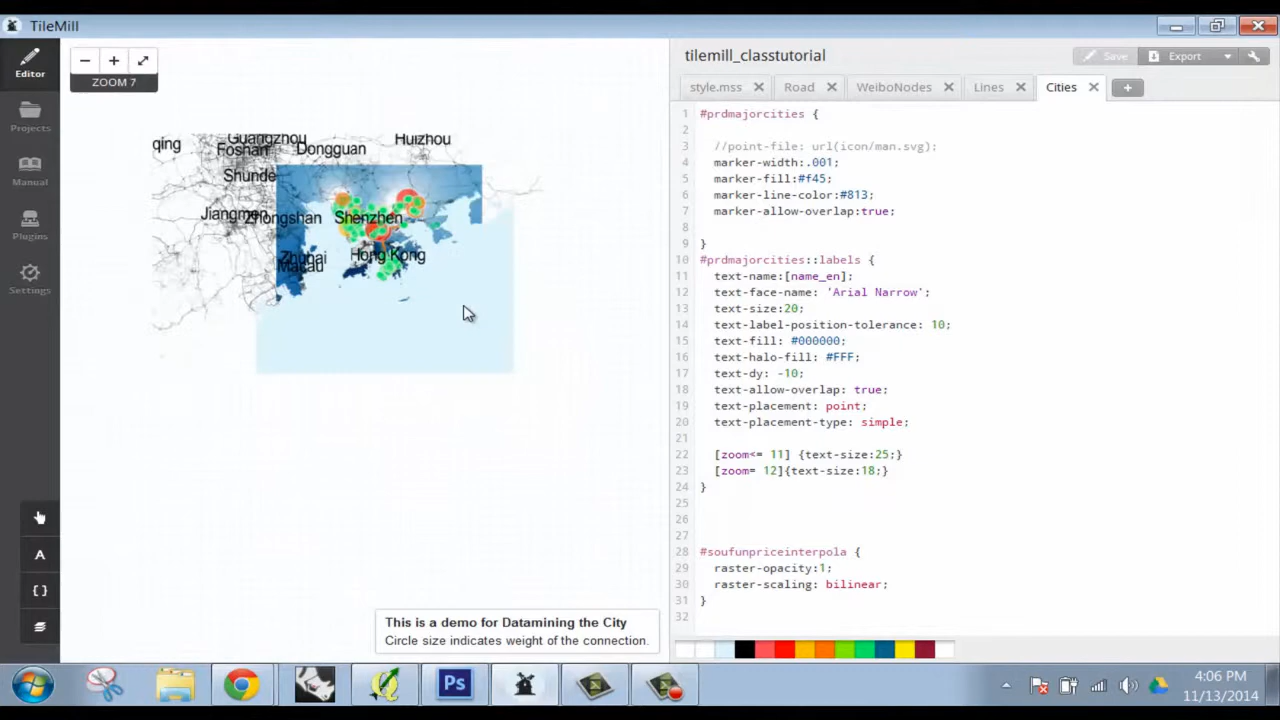 TileMill
Editor
Projects
Manual
Plugins
Settings
ZOOM 7
qing
Guangzhou
Foshan
Dongguan
Huizhou
Shunde
Jiangmen
Zhongshan
Shenzhen
Zhuhai
Macau
Hong Kong
A
{ }
This is a demo for Datamining the City
Circle size indicates weight of the connection.
tilemill_classtutorial
Save
Export
style.mss
Road
WeiboNodes
Lines
Cities
+
1 #prdmajorcities {
2
3 //point-file: url(icon/man.svg);
4 marker-width:.001;
5 marker-fill:#f45;
6 marker-line-color:#813;
7 marker-allow-overlap:true;
8
9 }
10 #prdmajorcities::labels {
11 text-name:[name_en];
12 text-face-name: 'Arial Narrow';
13 text-size:20;
14 text-label-position-tolerance: 10;
15 text-fill: #000000;
16 text-halo-fill: #FFF;
17 text-dy: -10;
18 text-allow-overlap: true;
19 text-placement: point;
20 text-placement-type: simple;
21
22 [zoom<= 11] {text-size:25;}
23 [zoom= 12]{text-size:18;}
24 }
25
26
27
28 #soufunpriceinterpola {
29 raster-opacity:1;
30 raster-scaling: bilinear;
31 }
32
Ps
4:06 PM
11/13/2014